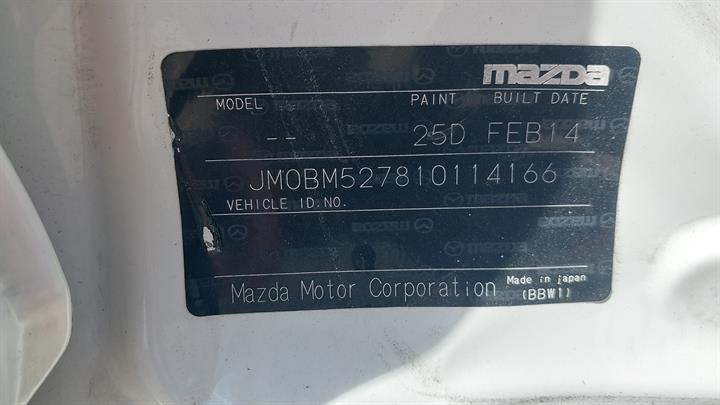 mazda
MODEL PAINT BUILT DATE
-- 25D FEB14
JM0BM527810114166
VEHICLE ID.NO.
Mazda Motor Corporation Made in japan
(BBW1)